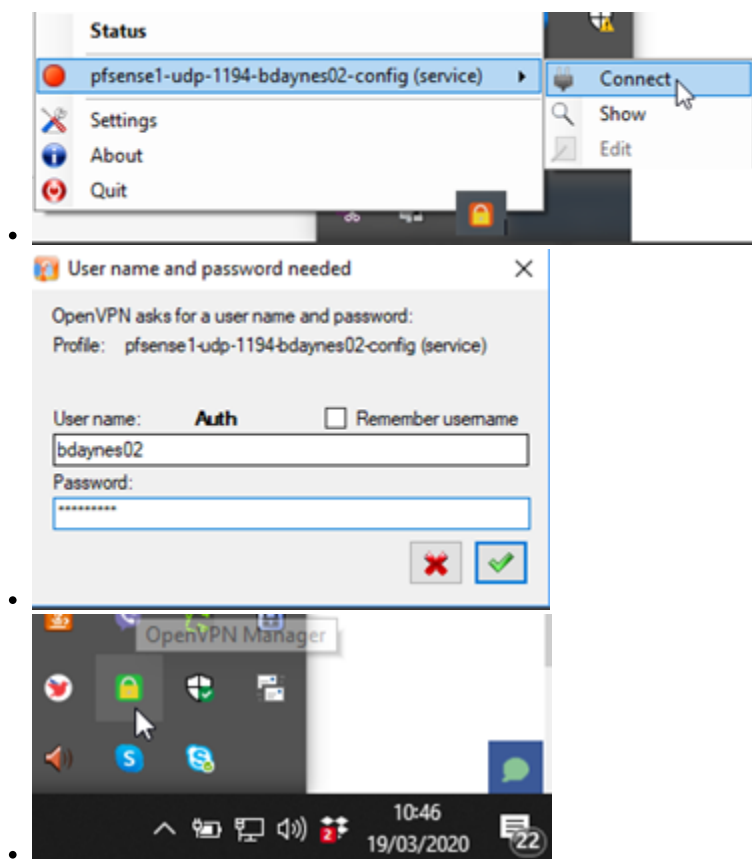 Status
pfsense1-udp-1194-bdaynes02-config (service)
Connect
Settings
Show
About
Edit
Quit
User name and password needed
OpenVPN asks for a user name and password:
Profile: pfsense1-udp-1194-bdaynes02-config (service)
User name: Auth Remember username
bdaynes02
Password:
*********
OpenVPN Manager
S
S
10:46
2
19/03/2020
22